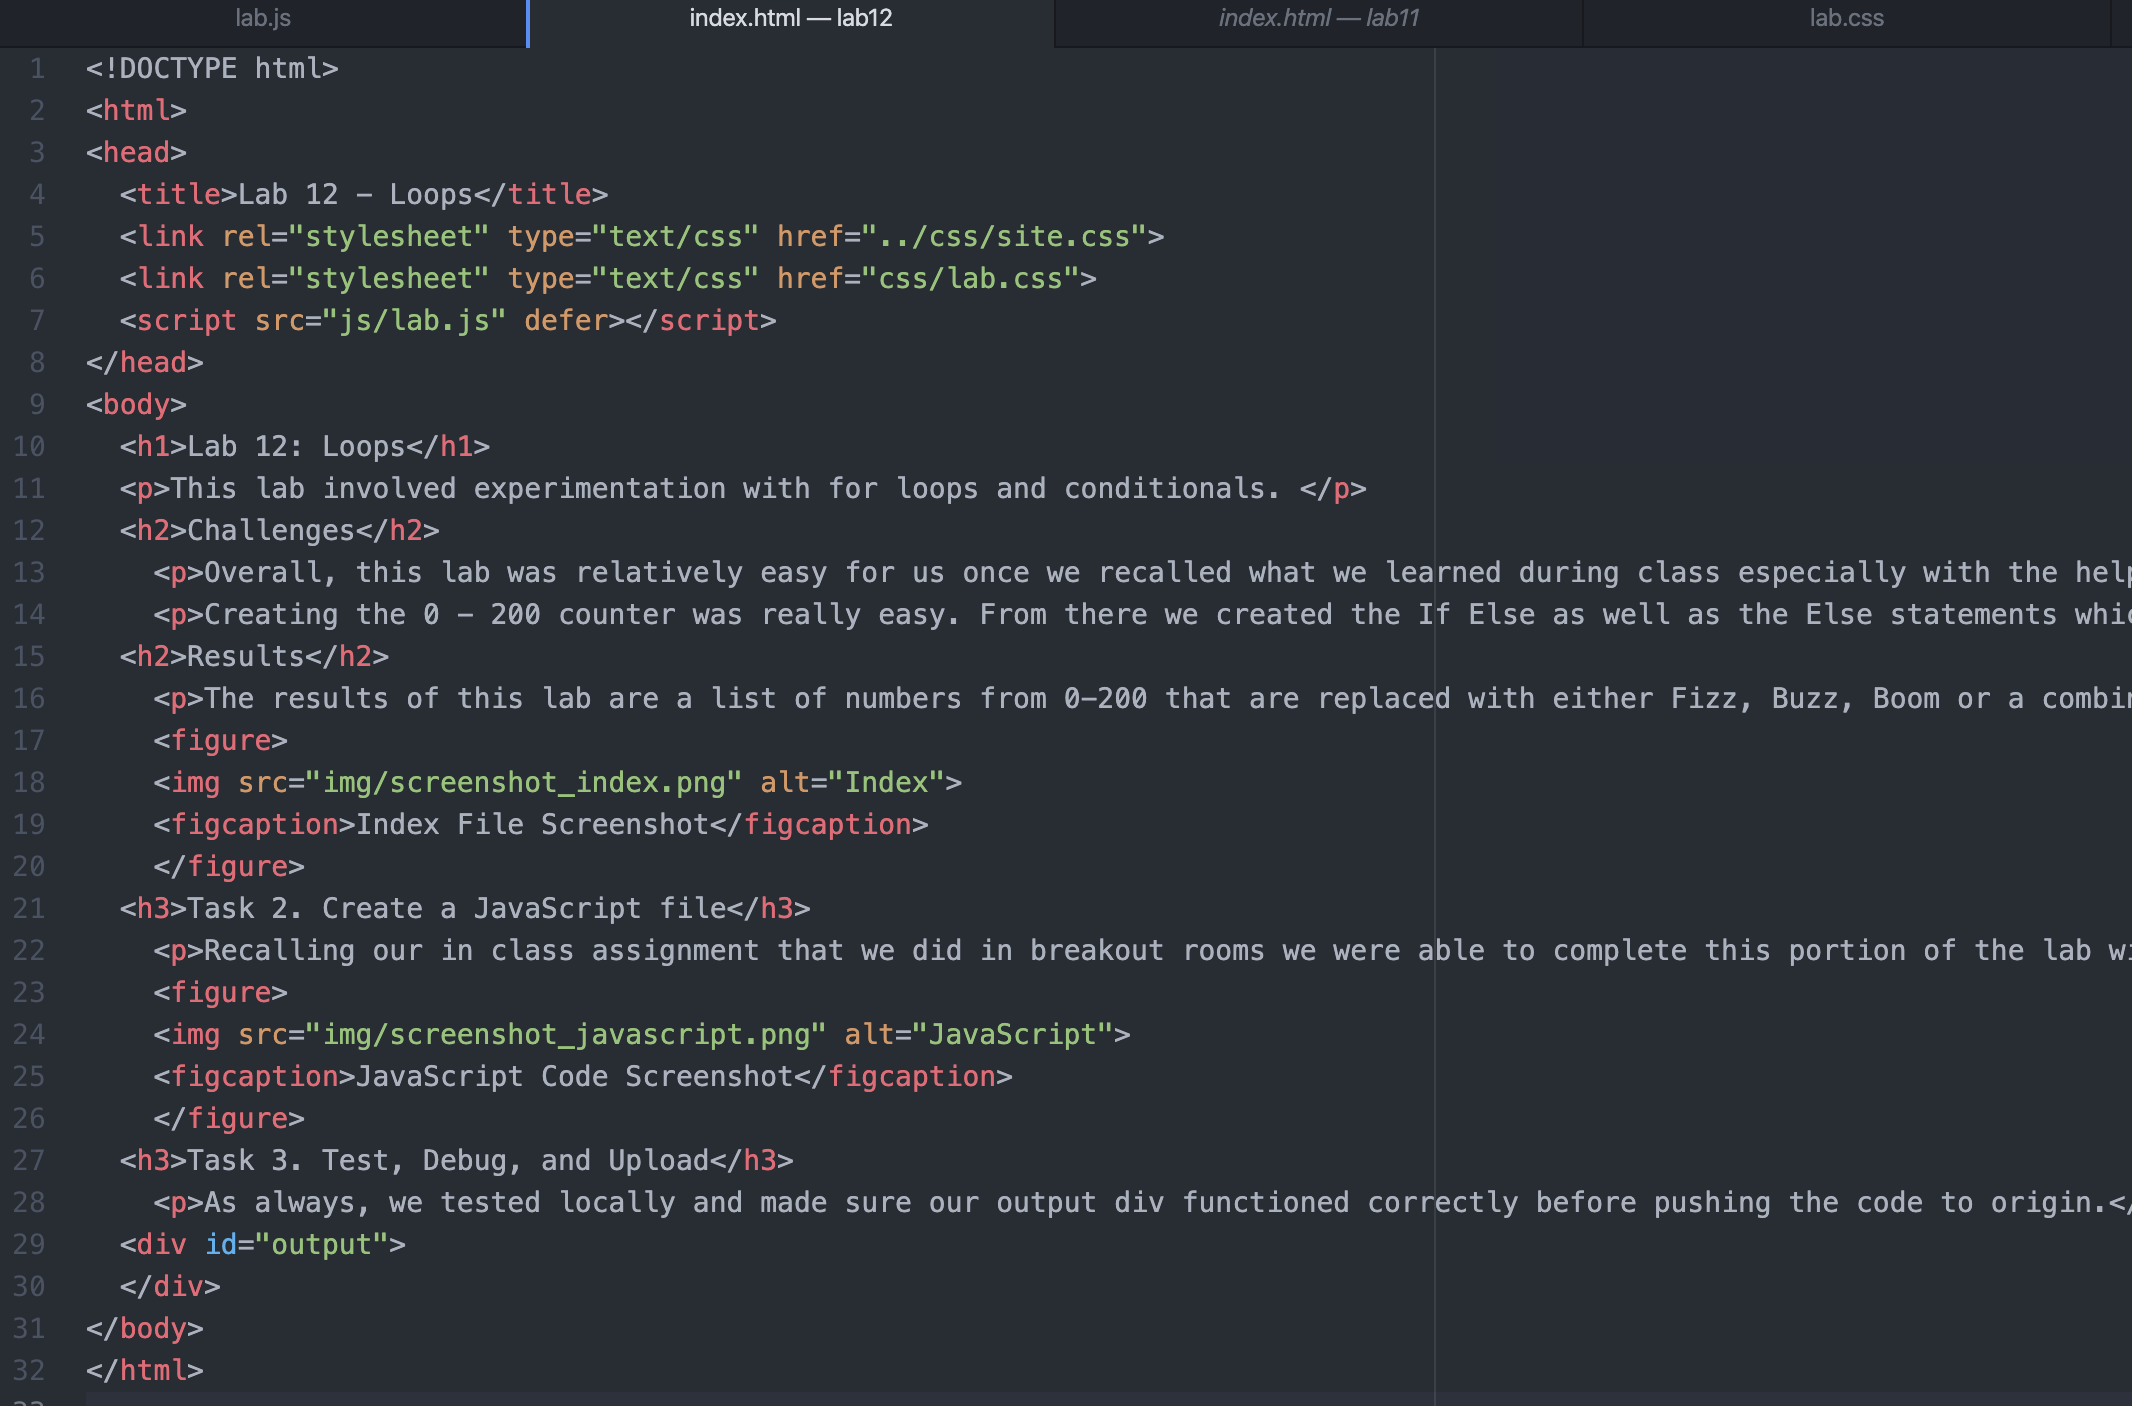 lab.js
index.html — lab12
index.html — lab11
lab.css
1 <!DOCTYPE html>
2 <html>
3 <head>
4 <title>Lab 12 – Loops</title>
5 <link rel="stylesheet" type="text/css" href="../css/site.css">
6 <link rel="stylesheet" type="text/css" href="css/lab.css">
7 <script src="js/lab.js" defer></script>
8 </head>
9 <body>
10 <h1>Lab 12: Loops</h1>
11 <p>This lab involved experimentation with for loops and conditionals. </p>
12 <h2>Challenges</h2>
13 <p>Overall, this lab was relatively easy for us once we recalled what we learned during class especially with the help
14 <p>Creating the 0 – 200 counter was really easy. From there we created the If Else as well as the Else statements
15 <h2>Results</h2>
16 <p>The results of this lab are a list of numbers from 0–200 that are replaced with either Fizz, Buzz, Boom or a
17 <figure>
18 <img src="img/screenshot_index.png" alt="Index">
19 <figcaption>Index File Screenshot</figcaption>
20 </figure>
21 <h3>Task 2. Create a JavaScript file</h3>
22 <p>Recalling our in class assignment that we did in breakout rooms we were able to complete this portion of the lab
23 <figure>
24 <img src="img/screenshot_javascript.png" alt="JavaScript">
25 <figcaption>JavaScript Code Screenshot</figcaption>
26 </figure>
27 <h3>Task 3. Test, Debug, and Upload</h3>
28 <p>As always, we tested locally and made sure our output div functioned correctly before pushing the code to origin.</
29 <div id="output">
30 </div>
31 </body>
32 </html>